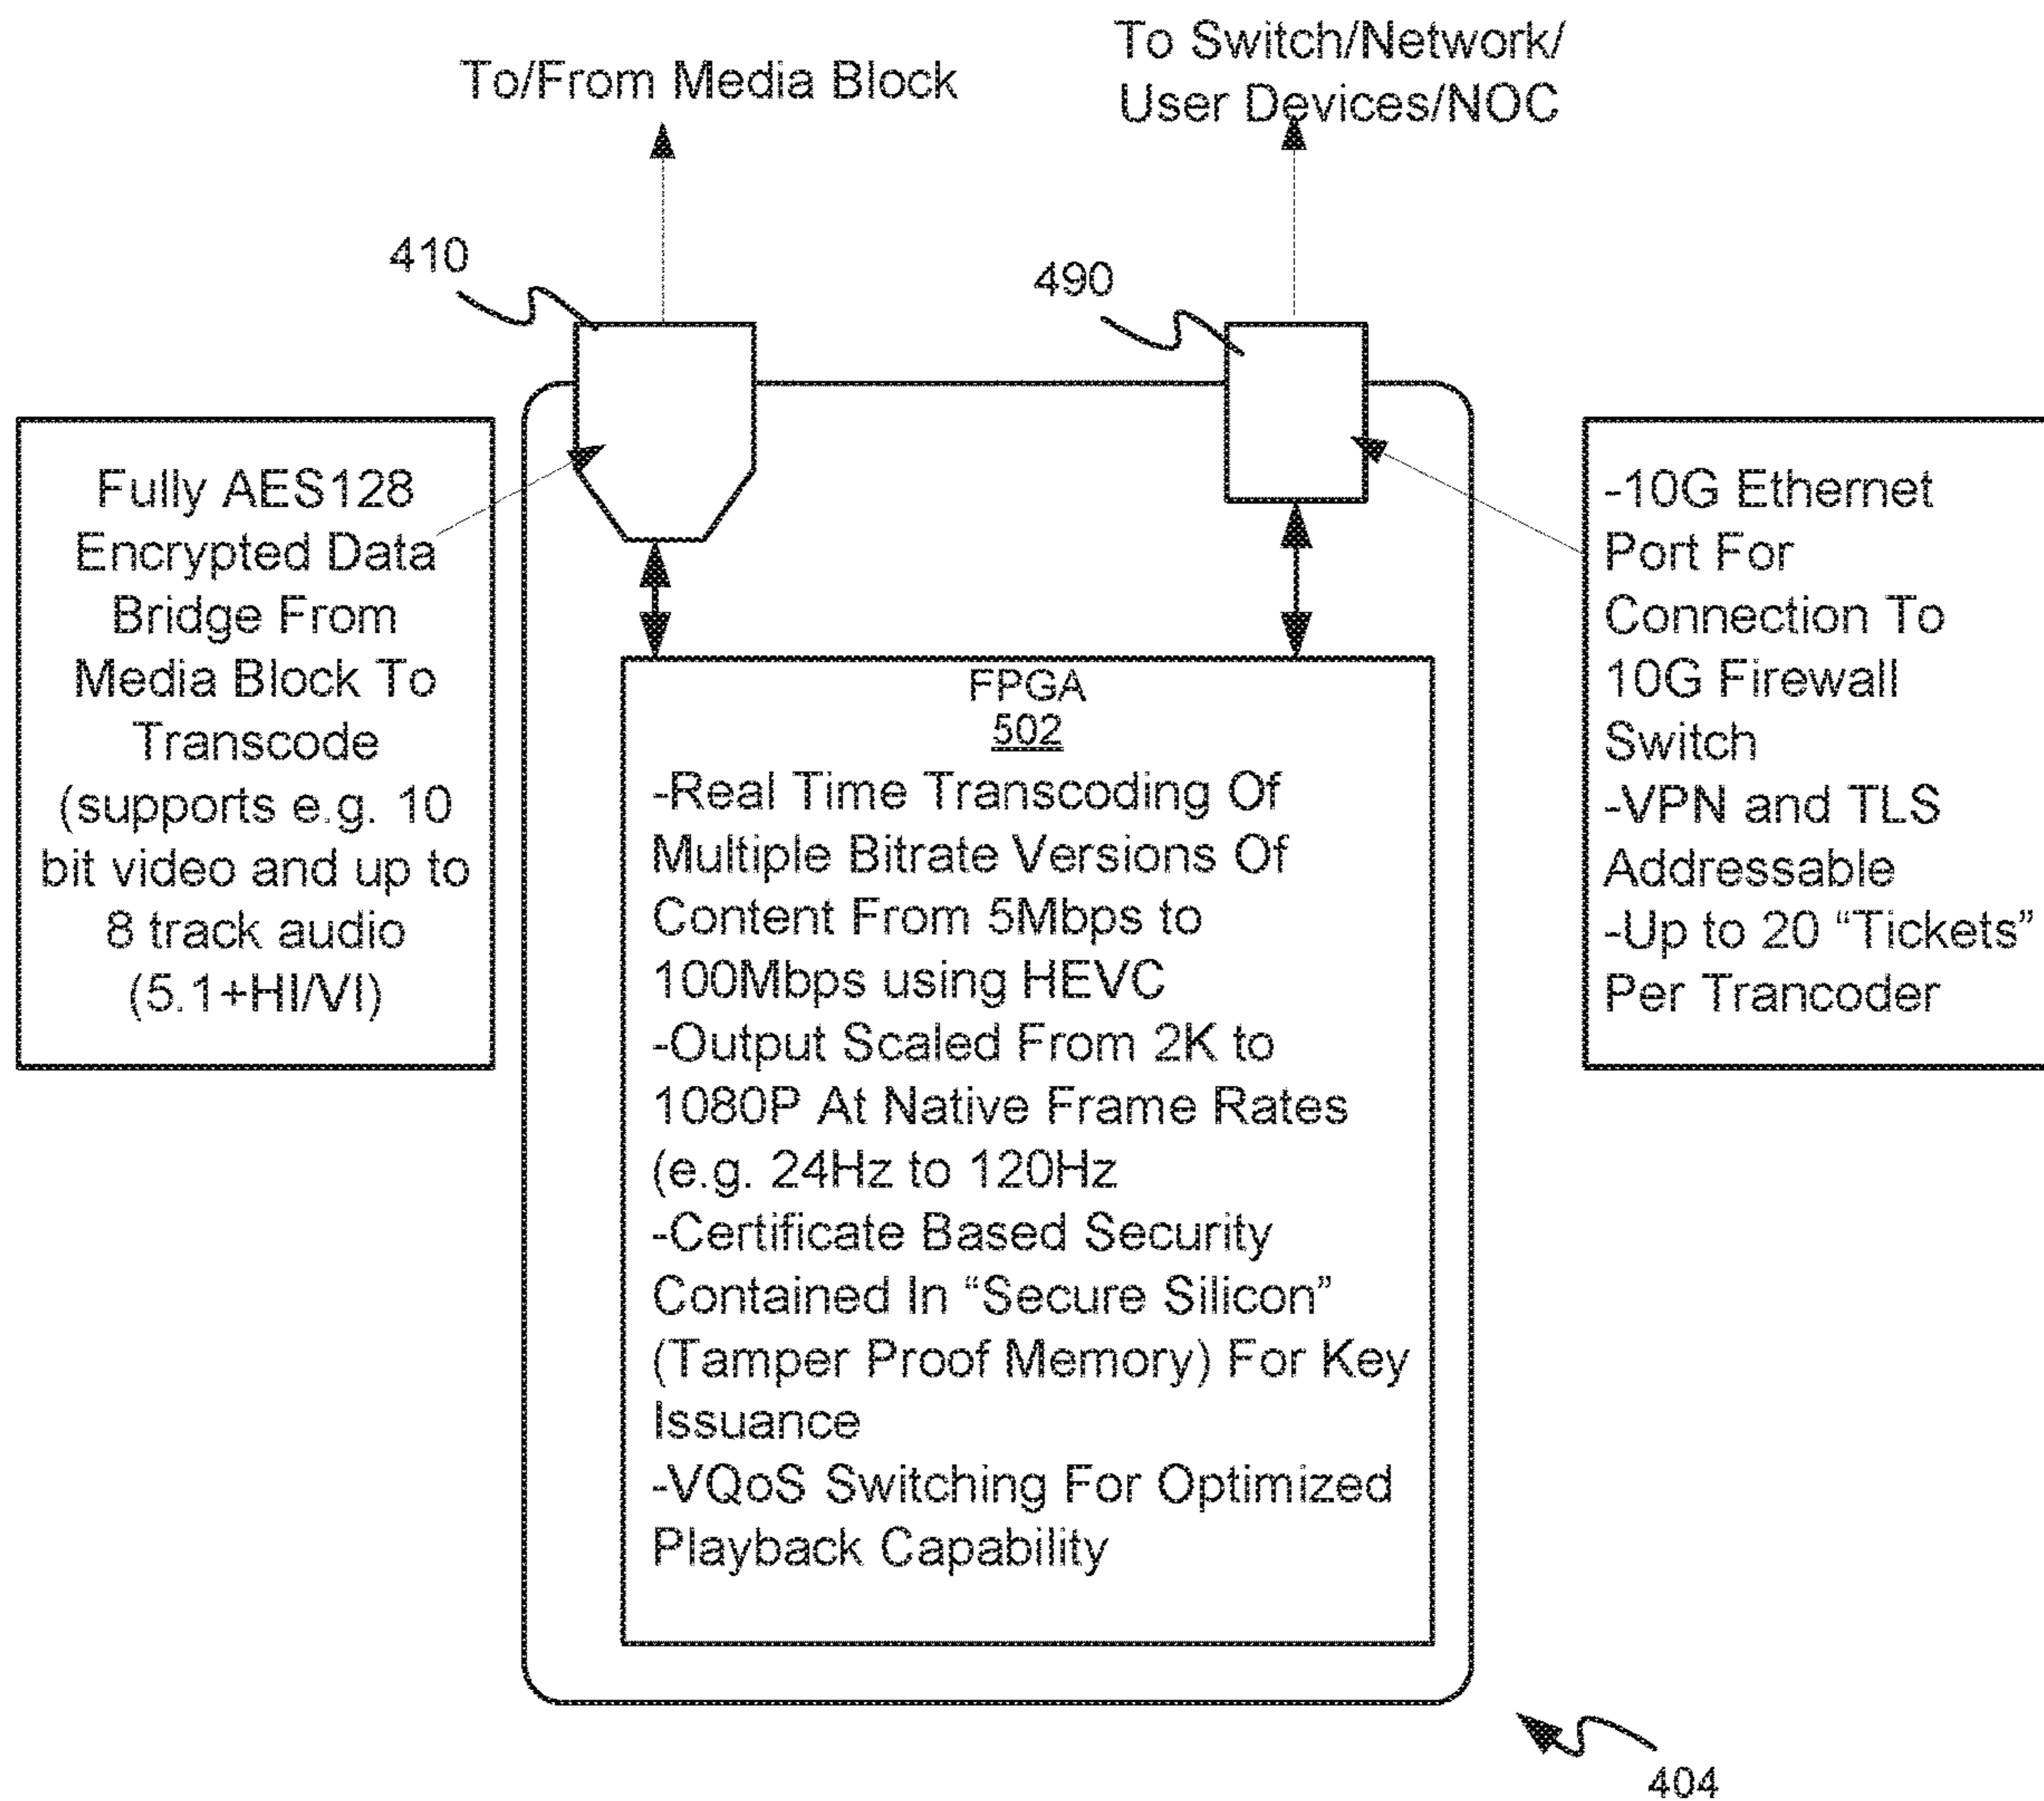 To/From Media Block
To Switch/Network/
User Devices/NOC
410
490
Fully AES128
Encrypted Data
Bridge From
Media Block To
Transcode
(supports e.g. 10
bit video and up to
8 track audio
(5.1+HI/VI)
-10G Ethernet
Port For
Connection To
10G Firewall
Switch
-VPN and TLS
Addressable
-Up to 20 “Tickets”
Per Trancoder
FPGA
502
-Real Time Transcoding Of
Multiple Bitrate Versions Of
Content From 5Mbps to
100Mbps using HEVC
-Output Scaled From 2K to
1080P At Native Frame Rates
(e.g. 24Hz to 120Hz
-Certificate Based Security
Contained In “Secure Silicon”
(Tamper Proof Memory) For Key
Issuance
-VQoS Switching For Optimized
Playback Capability
404